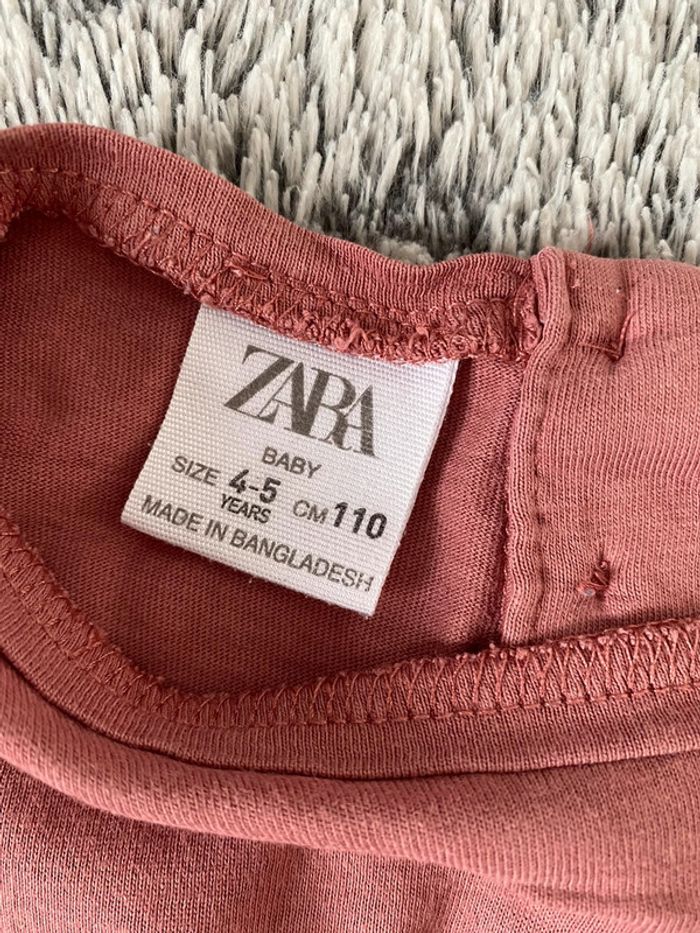 ZARA
BABY
SIZE 4-5 CM 110
YEARS
MADE IN BANGLADESH